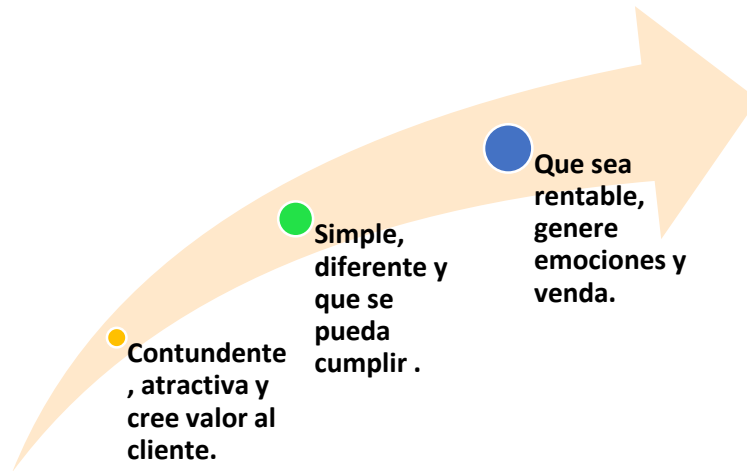 Contundente
, atractiva y
cree valor al
cliente.
Simple,
diferente y
que se
pueda
cumplir .
Que sea
rentable,
genere
emociones y
venda.